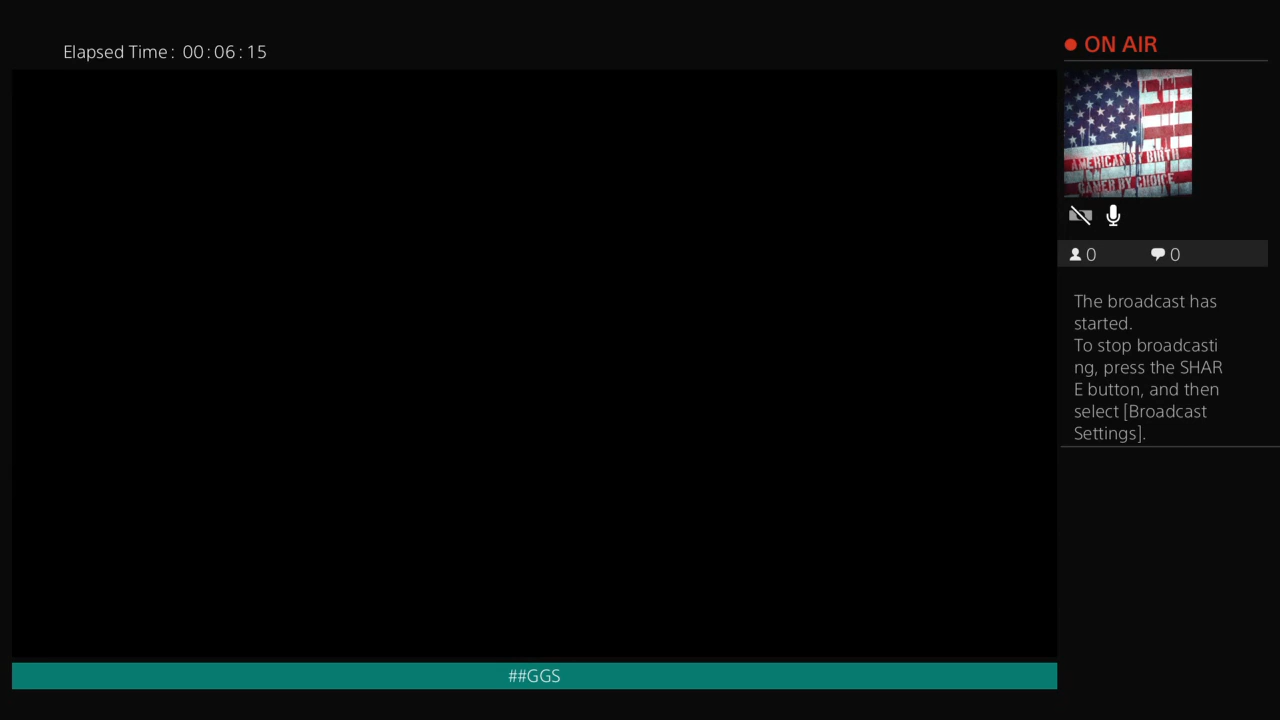 Elapsed Time: 00:06:15
ON AIR
AMERICAN BY BIRTH
GAMER BY CHOICE
0 0
The broadcast has
started.
To stop broadcasti
ng, press the SHAR
E button, and then
select [Broadcast
Settings].
##GGS